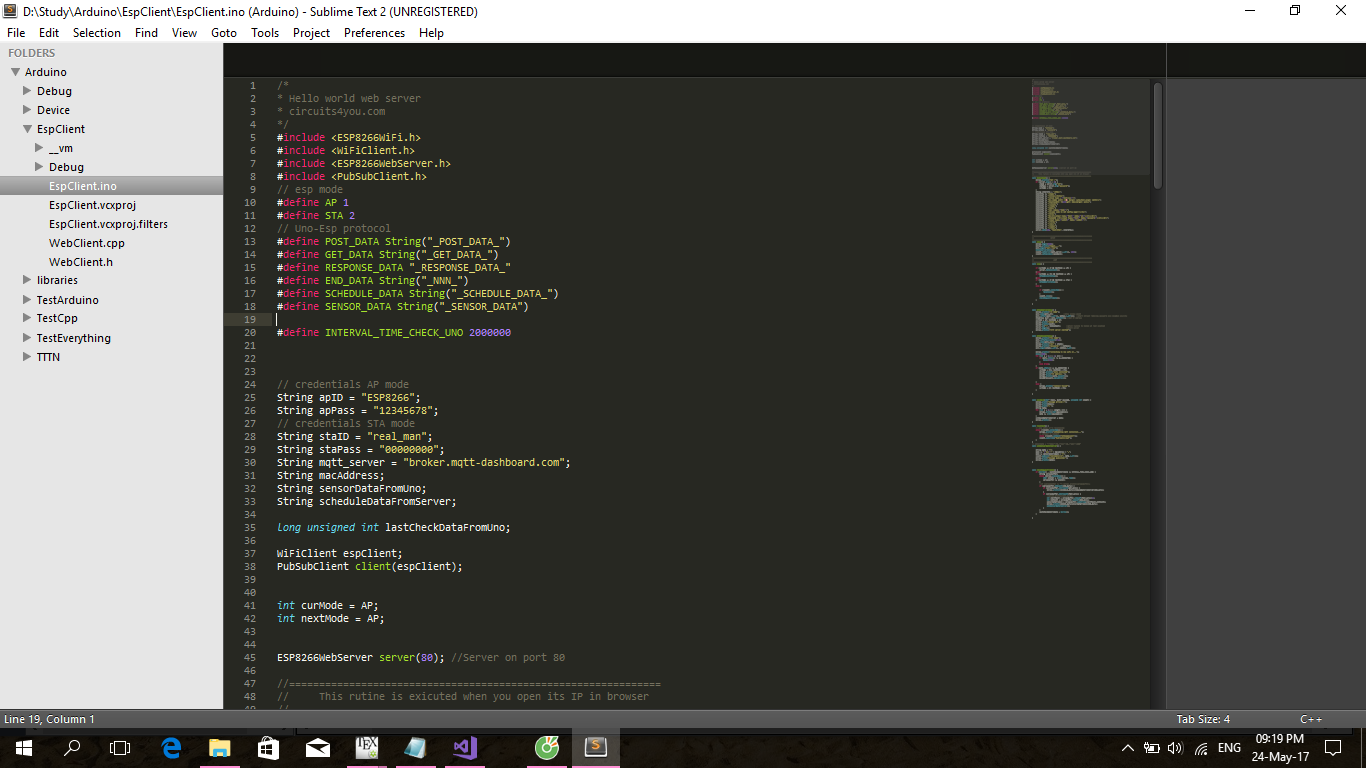 D:\Study\Arduino\EspClient\EspClient.ino (Arduino) - Sublime Text 2 (UNREGISTERED)
File Edit Selection Find View Goto Tools Project Preferences Help
FOLDERS
Arduino
Debug
Device
EspClient
__vm
Debug
EspClient.ino
EspClient.vcxproj
EspClient.vcxproj.filters
WebClient.cpp
WebClient.h
libraries
TestArduino
TestCpp
TestEverything
TTTN
1 /*
2 * Hello world web server
3 * circuits4you.com
4 */
5 #include <ESP8266WiFi.h>
6 #include <WiFiClient.h>
7 #include <ESP8266WebServer.h>
8 #include <PubSubClient.h>
9 // esp mode
10 #define AP 1
11 #define STA 2
12 // Uno-Esp protocol
13 #define POST_DATA String("_POST_DATA_")
14 #define GET_DATA String("_GET_DATA_")
15 #define RESPONSE_DATA "_RESPONSE_DATA_"
16 #define END_DATA String("_NNN_")
17 #define SCHEDULE_DATA String("_SCHEDULE_DATA_")
18 #define SENSOR_DATA String("_SENSOR_DATA")
19
20 #define INTERVAL_TIME_CHECK_UNO 2000000
21
22
23
24 // credentials AP mode
25 String apID = "ESP8266";
26 String apPass = "12345678";
27 // credentials STA mode
28 String staID = "real_man";
29 String staPass = "00000000";
30 String mqtt_server = "broker.mqtt-dashboard.com";
31 String macAddress;
32 String sensorDataFromUno;
33 String scheduleDataFromServer;
34
35 long unsigned int lastCheckDataFromUno;
36
37 WiFiClient espClient;
38 PubSubClient client(espClient);
39
40
41 int curMode = AP;
42 int nextMode = AP;
43
44
45 ESP8266WebServer server(80); //Server on port 80
46
47 //==============================================================
48 //     This rutine is exicuted when you open its IP in browser
Line 19, Column 1
Tab Size: 4
C++
ENG
09:19 PM
24-May-17